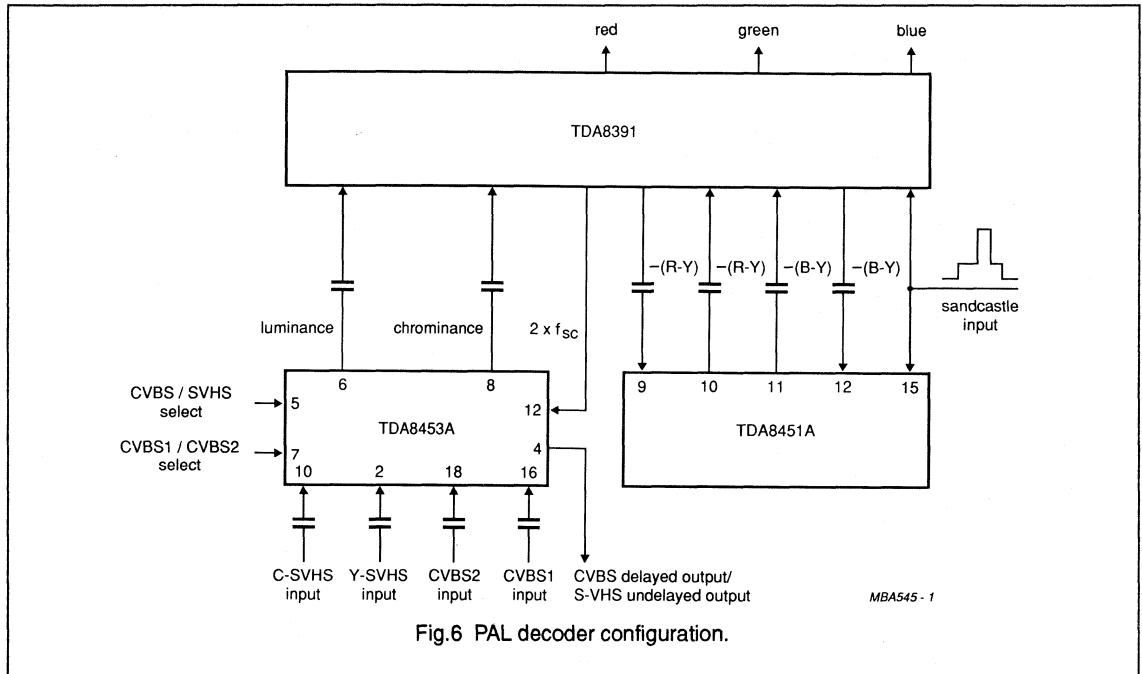 red green blue
TDA8391
−(R-Y) −(R-Y) −(B-Y) −(B-Y)
sandcastle
input
luminance chrominance 2 x fSC
6 8 9 10 11 12 15
CVBS / SVHS
select
5 12
TDA8453A TDA8451A
CVBS1 / CVBS2
select
7 4
10 2 18 16
C-SVHS
input
Y-SVHS
input
CVBS2
input
CVBS1
input
CVBS delayed output/
S-VHS undelayed output
MBA545 - 1
Fig.6 PAL decoder configuration.